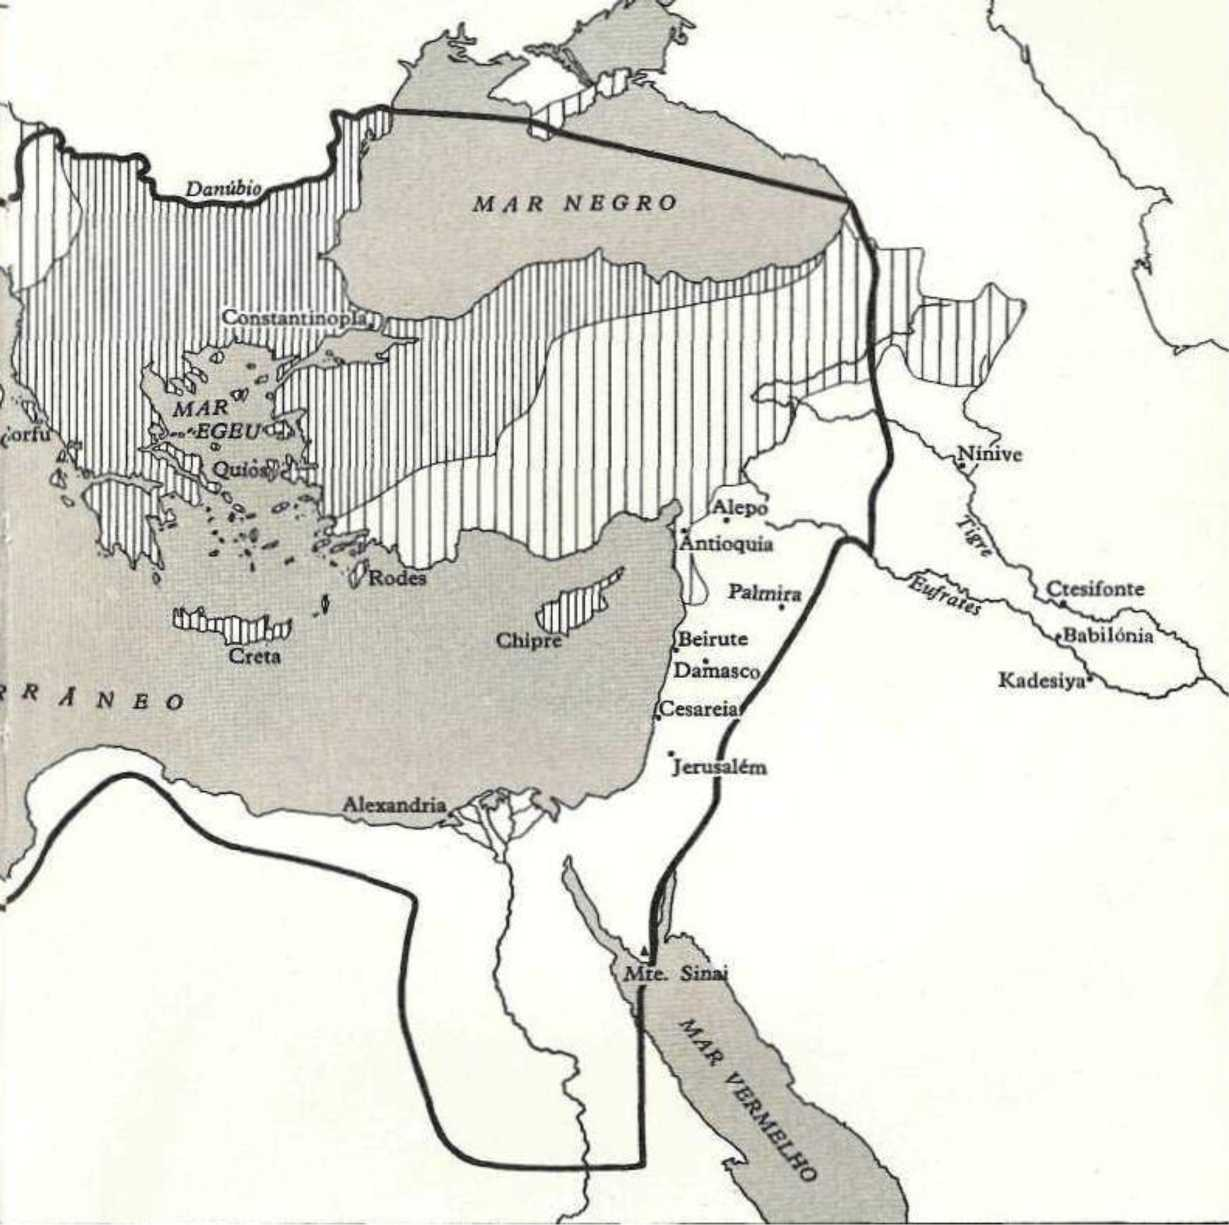 Danúbio
MAR NEGRO
Constantinopla
MAR
EGEU
orfu
Quiós
Nínive
Alepo
Antioquia
Tigre
Rodes
Palmira
Eufrates
Ctesifonte
Chipre
Creta
Beirute
Babilónia
Damasco
Kadesiya
RRÂNEO
Cesareia
Jerusalém
Alexandria
Mte. Sinai
MAR VERMELHO